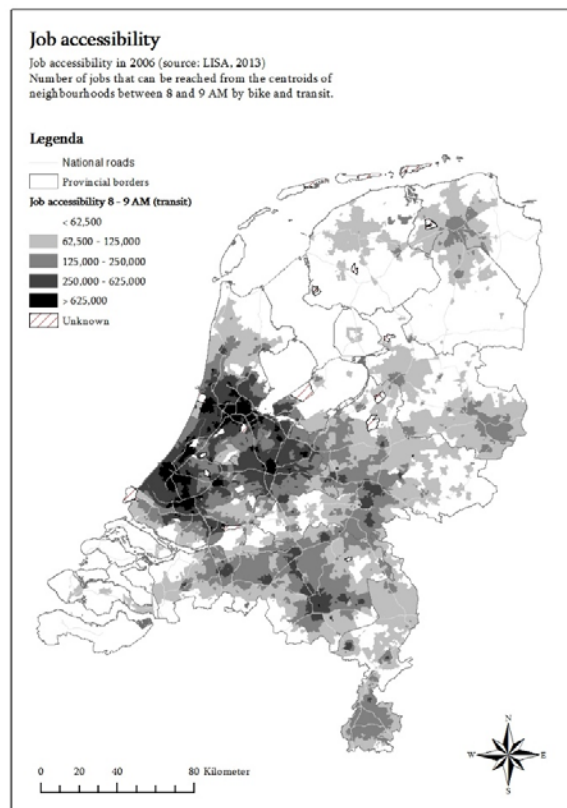 Job accessibility
Job accessibility in 2006 (source: LISA, 2013)
Number of jobs that can be reached from the centroids of
neighbourhoods between 8 and 9 AM by bike and transit.
Legenda
National roads
Provincial borders
Job accessibility 8 - 9 AM (transit)
< 62,500
62,500 - 125,000
125,000 - 250,000
250,000 - 625,000
> 625,000
Unknown
N
W E
S
0 20 40 80 Kilometer